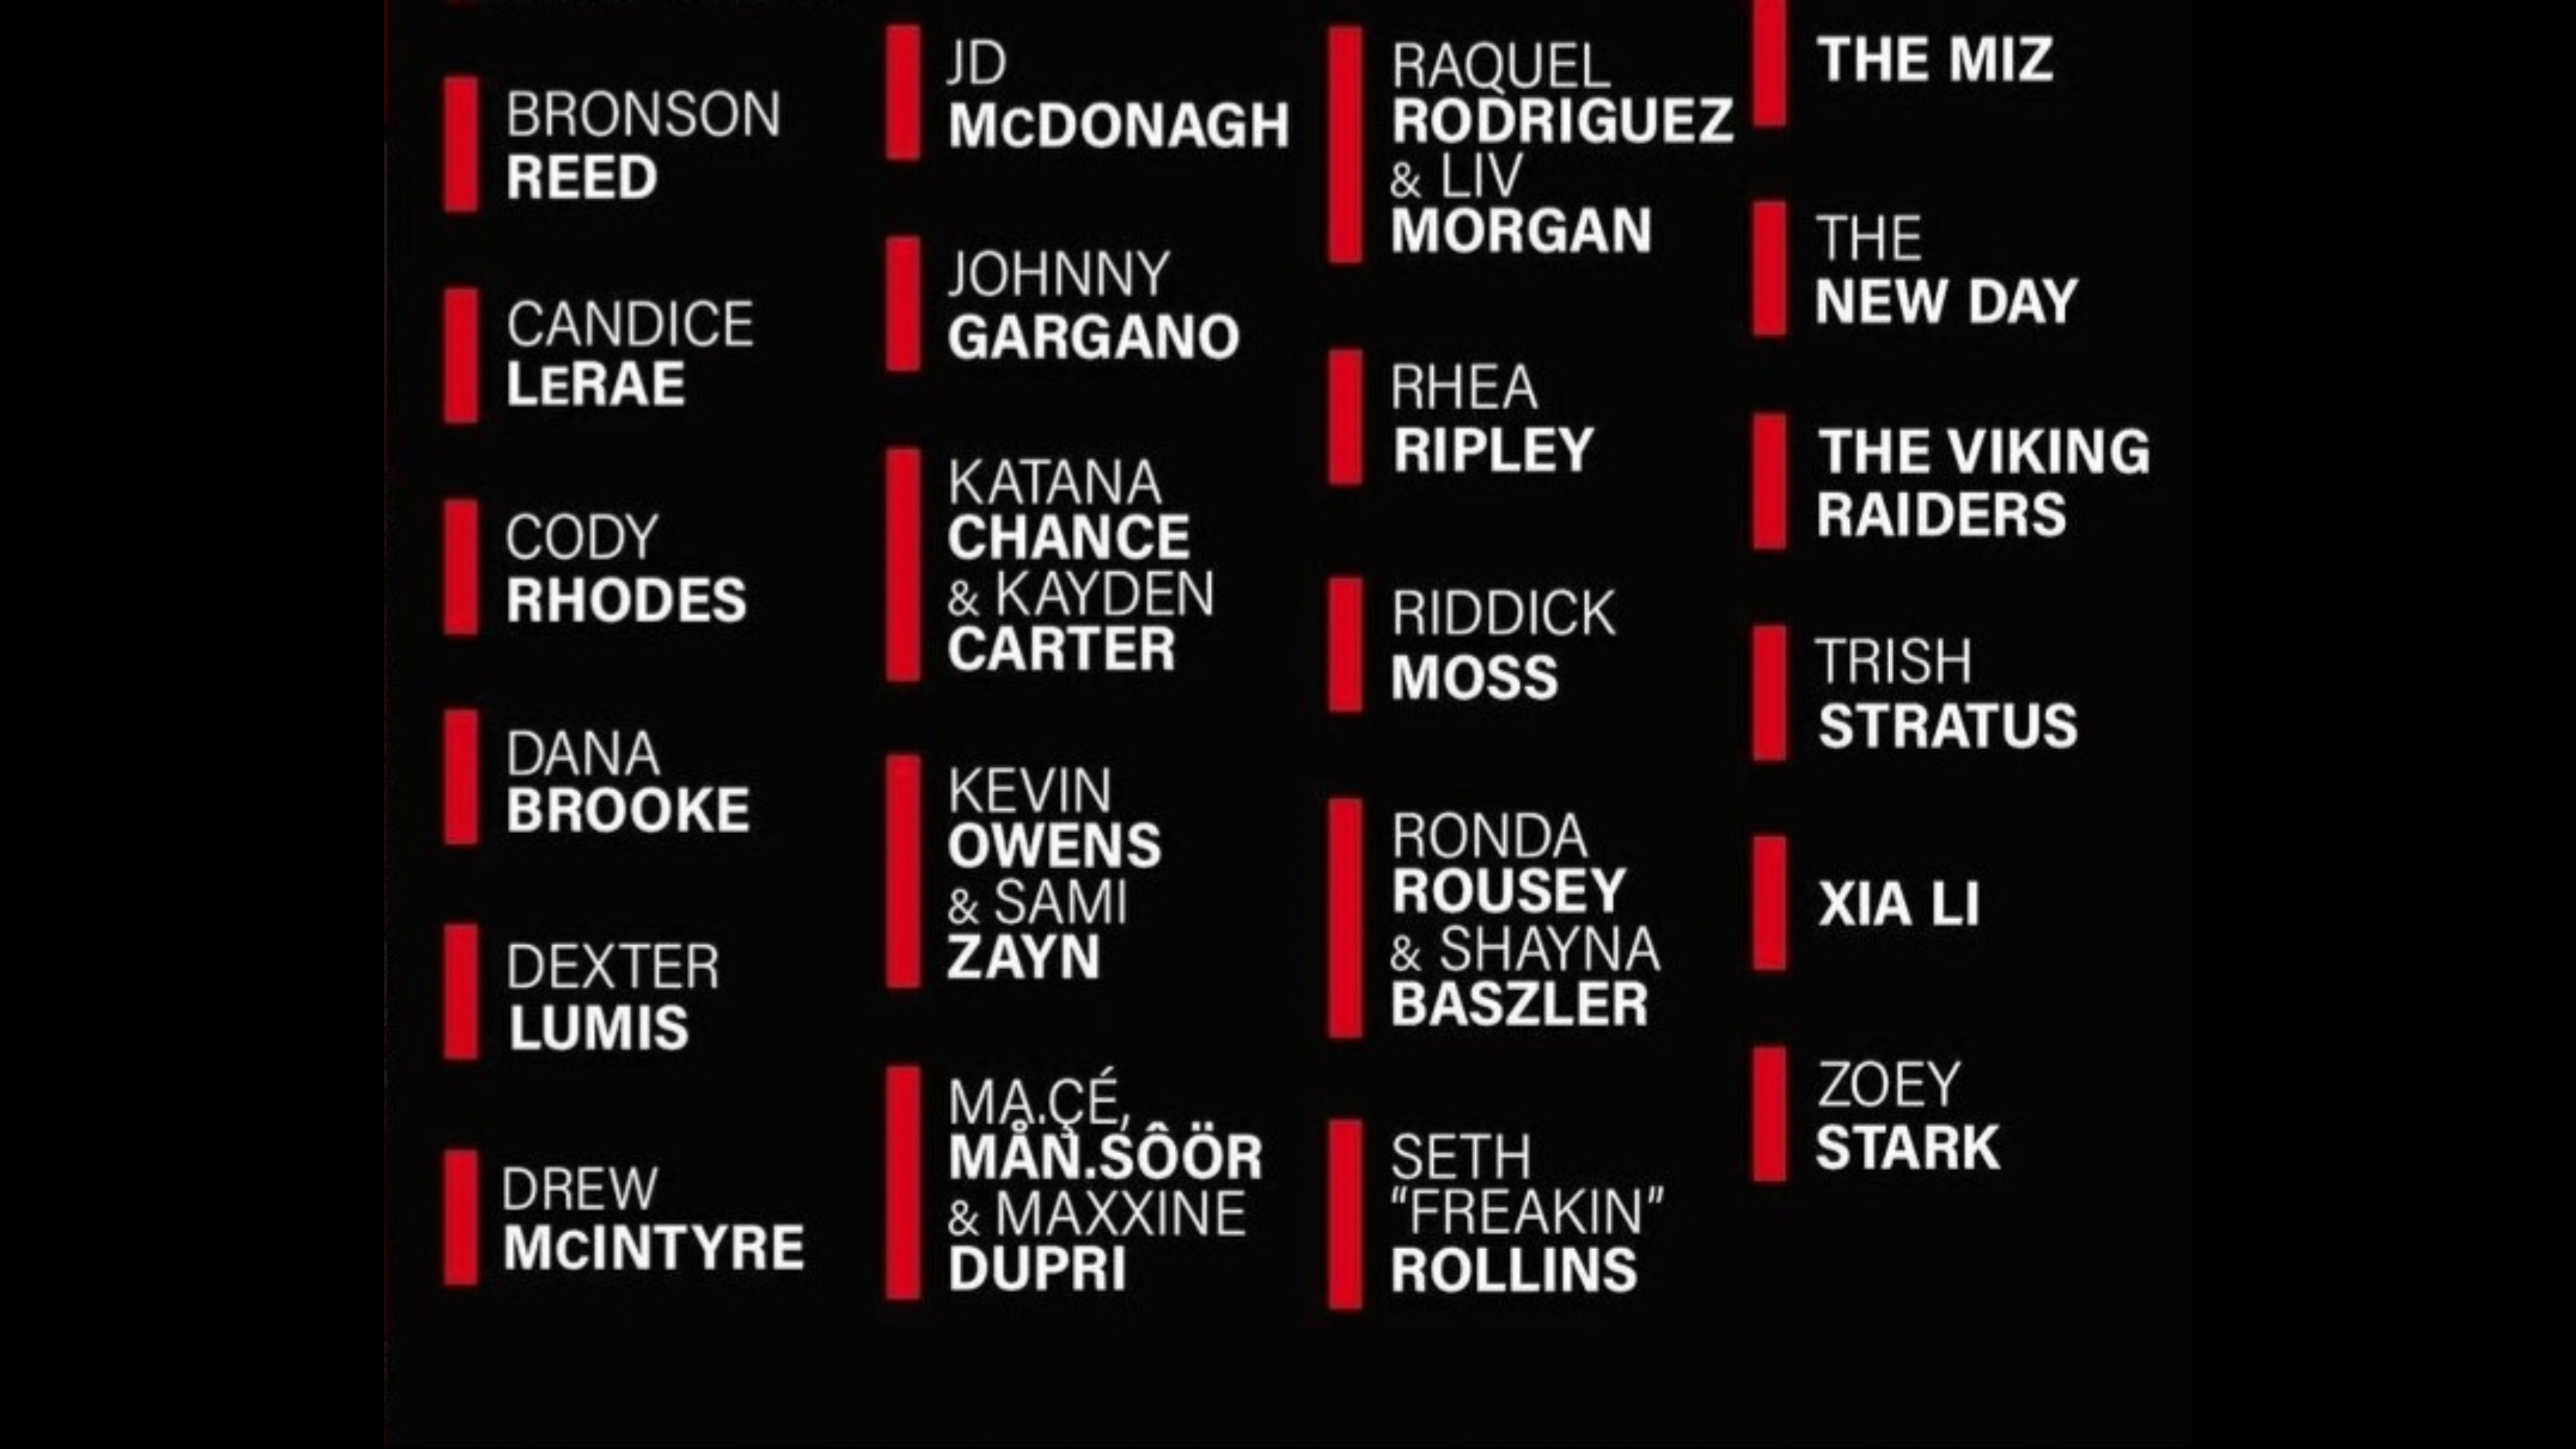 BRONSON
REED
CANDICE
LeRAE
CODY
RHODES
DANA
BROOKE
DEXTER
LUMIS
DREW
McINTYRE
JD
McDONAGH
JOHNNY
GARGANO
KATANA
CHANCE
& KAYDEN
CARTER
KEVIN
OWENS
& SAMI
ZAYN
MA.ÇÉ,
MÅN.SÔÖR
& MAXXINE
DUPRI
RAQUEL
RODRIGUEZ
& LIV
MORGAN
RHEA
RIPLEY
RIDDICK
MOSS
RONDA
ROUSEY
& SHAYNA
BASZLER
SETH
"FREAKIN"
ROLLINS
THE MIZ
THE
NEW DAY
THE VIKING
RAIDERS
TRISH
STRATUS
XIA LI
ZOEY
STARK